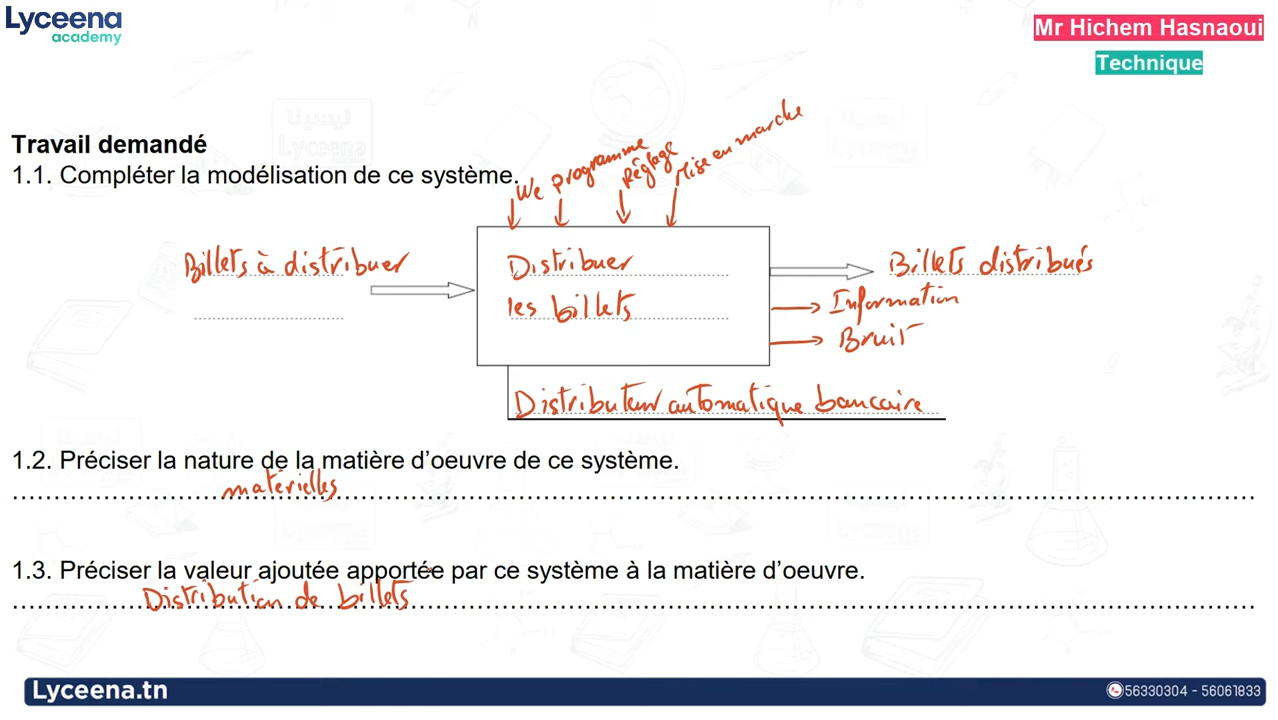 Lyceena
academy
Mr Hichem Hasnaoui
Technique
Travail demandé
1.1. Compléter la modélisation de ce système.
We programme Réglage Mise en marche
Billets à distribuer
Distribuer
les billets
Billets distribués
Information
Bruit
Distributeur automatique bancaire
1.2. Préciser la nature de la matière d'oeuvre de ce système.
matérielles
1.3. Préciser la valeur ajoutée apportée par ce système à la matière d'oeuvre.
Distribution de billets
Lyceena.tn
56330304 - 56061833